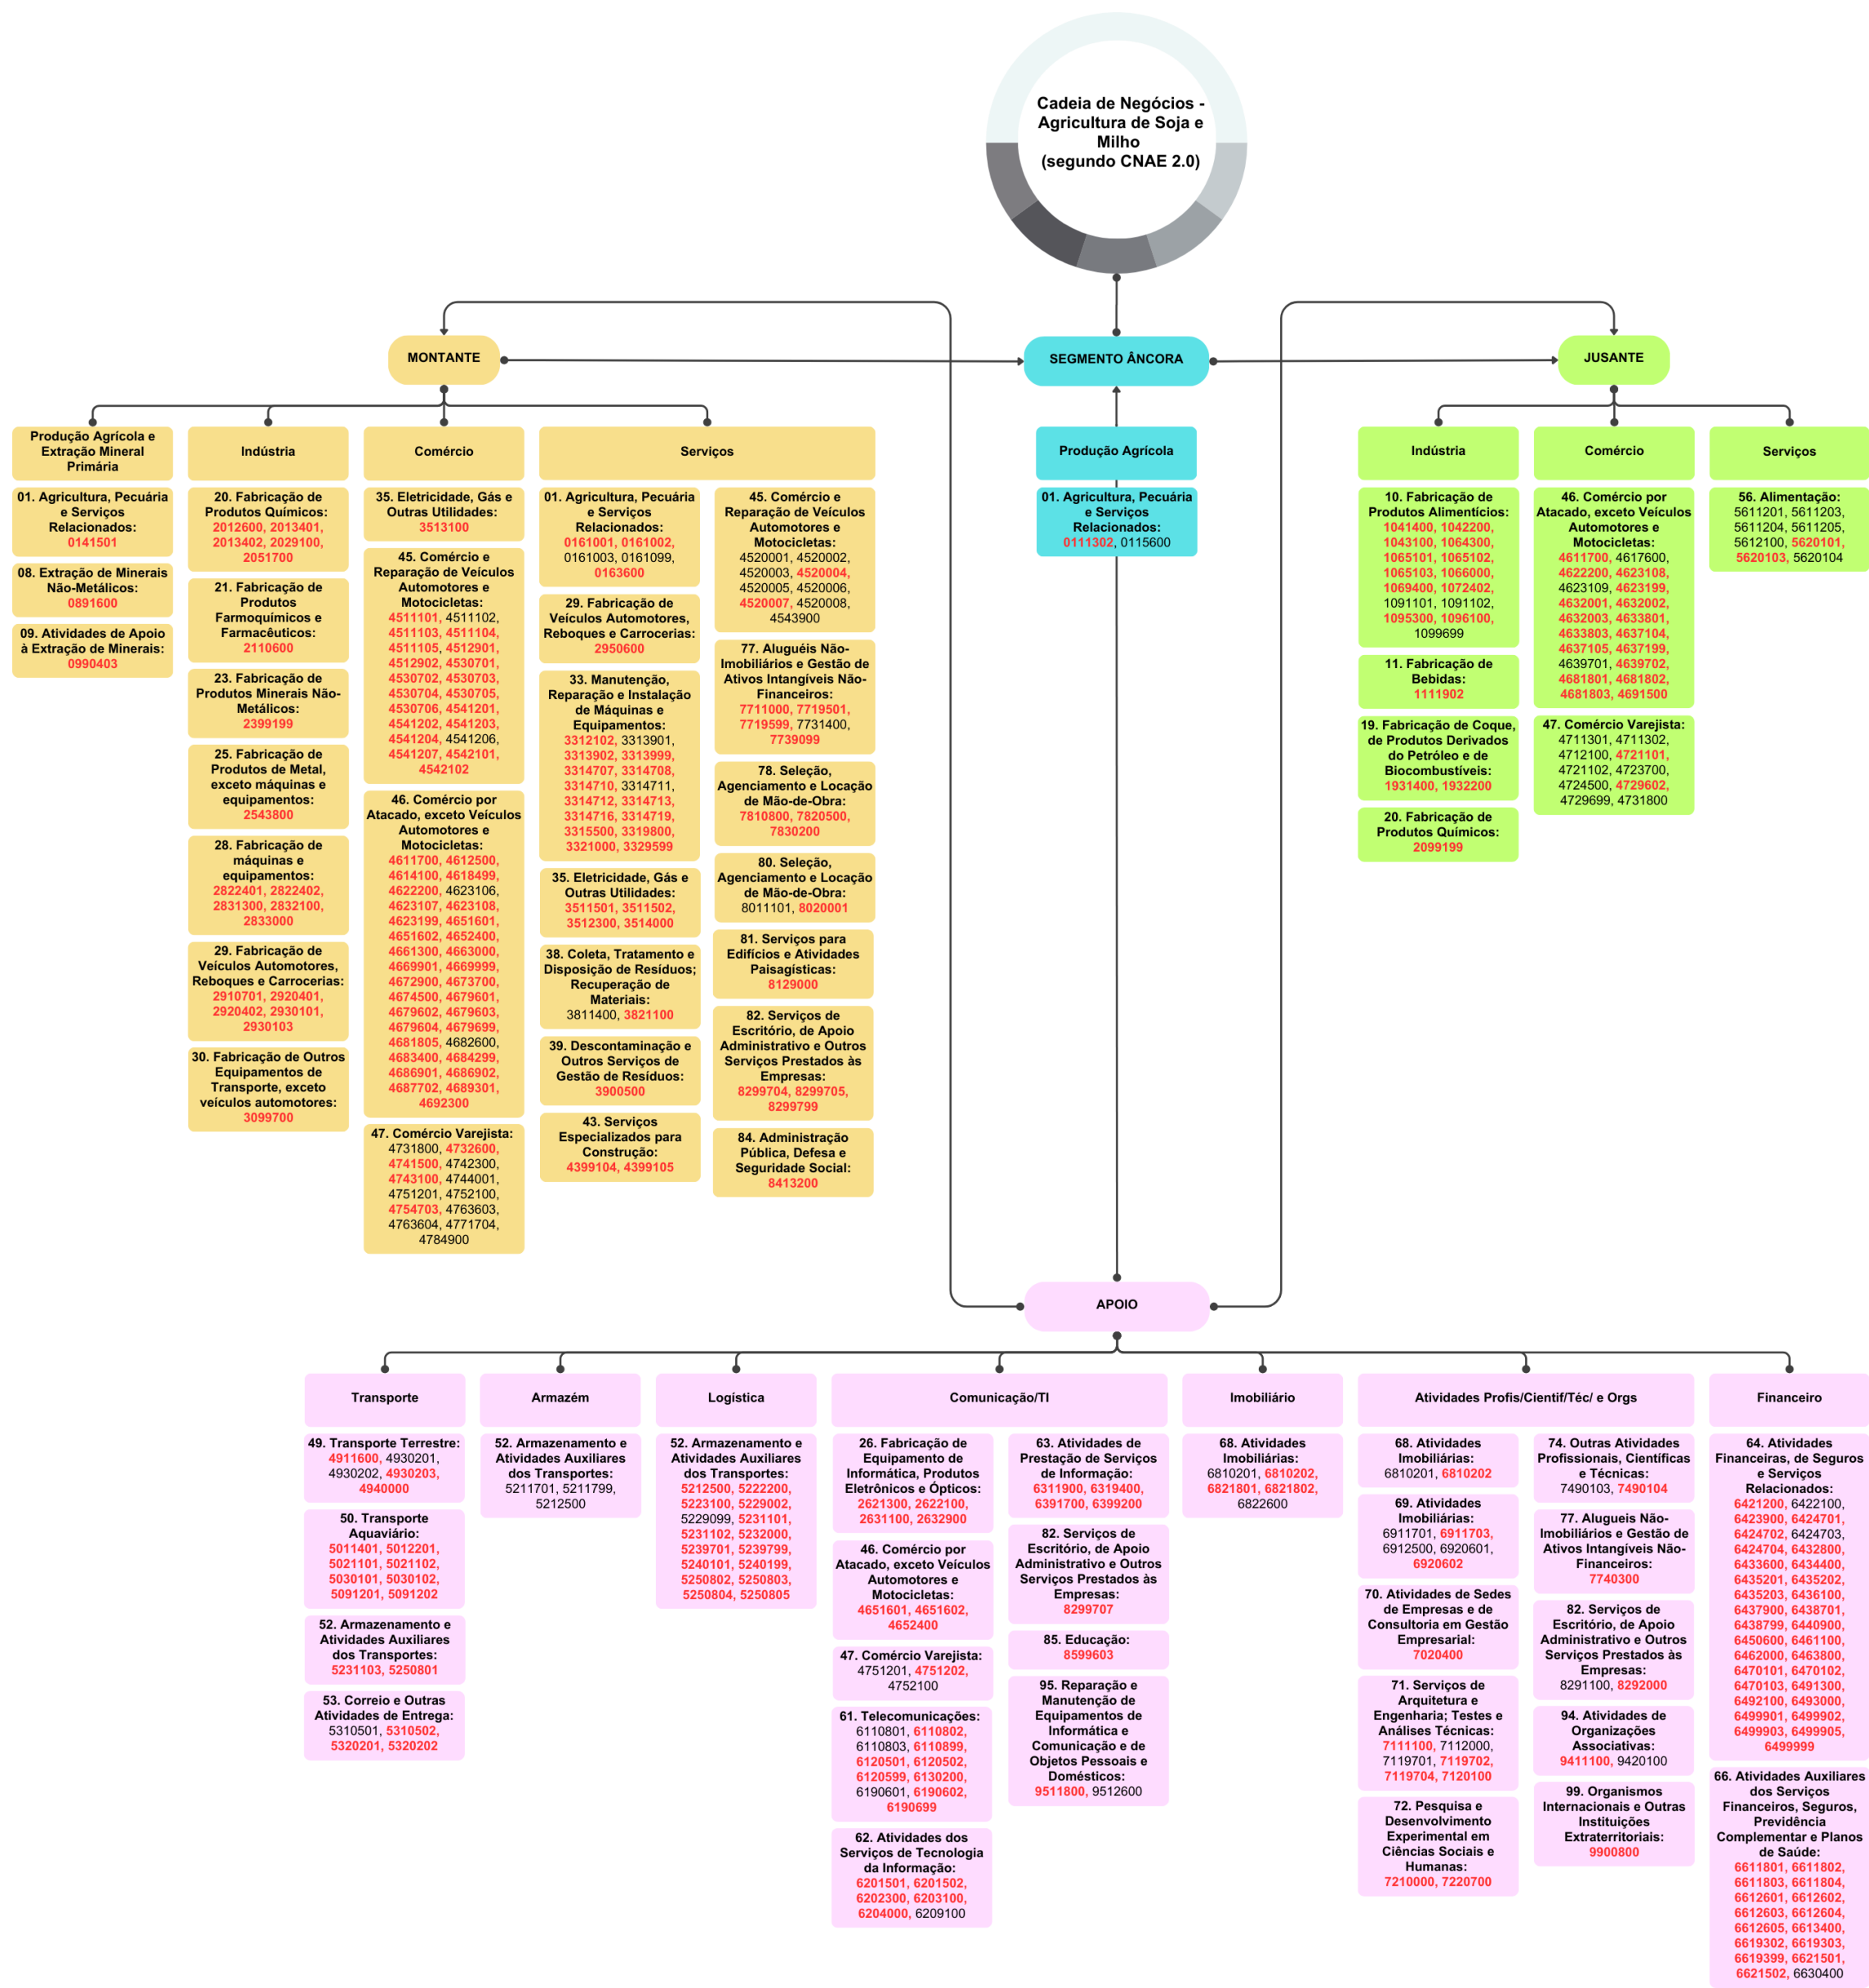 Cadeia de Negócios -
Agricultura de Soja e
Milho
(segundo CNAE 2.0)
MONTANTE
SEGMENTO ÂNCORA
JUSANTE
Produção Agrícola e
Extração Mineral
Primária
01. Agricultura, Pecuária
e Serviços
Relacionados:
0141501
08. Extração de Minerais
Não-Metálicos:
0891600
09. Atividades de Apoio
à Extração de Minerais:
0990403
Indústria
20. Fabricação de
Produtos Químicos:
2012600, 2013401,
2013402, 2029100,
2051700
21. Fabricação de
Produtos
Farmoquímicos e
Farmacêuticos:
2110600
23. Fabricação de
Produtos Minerais Não-
Metálicos:
2399199
25. Fabricação de
Produtos de Metal,
exceto máquinas e
equipamentos:
2543800
28. Fabricação de
máquinas e
equipamentos:
2822401, 2822402,
2831300, 2832100,
2833000
29. Fabricação de
Veículos Automotores,
Reboques e Carrocerias:
2910701, 2920401,
2920402, 2930101,
2930103
30. Fabricação de Outros
Equipamentos de
Transporte, exceto
veículos automotores:
3099700
Comércio
35. Eletricidade, Gás e
Outras Utilidades:
3513100
45. Comércio e
Reparação de Veículos
Automotores e
Motocicletas:
4511101, 4511102,
4511103, 4511104,
4511105, 4512901,
4512902, 4530701,
4530702, 4530703,
4530704, 4530705,
4530706, 4541201,
4541202, 4541203,
4541204, 4541206,
4541207, 4542101,
4542102
46. Comércio por
Atacado, exceto Veículos
Automotores e
Motocicletas:
4611700, 4612500,
4614100, 4618499,
4622200, 4623106,
4623107, 4623108,
4623199, 4651601,
4651602, 4652400,
4661300, 4663000,
4669901, 4669999,
4672900, 4673700,
4674500, 4679601,
4679602, 4679603,
4679604, 4679699,
4681805, 4682600,
4683400, 4684299,
4686901, 4686902,
4687702, 4689301,
4692300
47. Comércio Varejista:
4731800, 4732600,
4741500, 4742300,
4743100, 4744001,
4751201, 4752100,
4754703, 4763603,
4763604, 4771704,
4784900
Serviços
01. Agricultura, Pecuária
e Serviços
Relacionados:
0161001, 0161002,
0161003, 0161099,
0163600
29. Fabricação de
Veículos Automotores,
Reboques e Carrocerias:
2950600
33. Manutenção,
Reparação e Instalação
de Máquinas e
Equipamentos:
3312102, 3313901,
3313902, 3313999,
3314707, 3314708,
3314710, 3314711,
3314712, 3314713,
3314716, 3314719,
3315500, 3319800,
3321000, 3329599
35. Eletricidade, Gás e
Outras Utilidades:
3511501, 3511502,
3512300, 3514000
38. Coleta, Tratamento e
Disposição de Resíduos;
Recuperação de
Materiais:
3811400, 3821100
39. Descontaminação e
Outros Serviços de
Gestão de Resíduos:
3900500
43. Serviços
Especializados para
Construção:
4399104, 4399105
45. Comércio e
Reparação de Veículos
Automotores e
Motocicletas:
4520001, 4520002,
4520003, 4520004,
4520005, 4520006,
4520007, 4520008,
4543900
77. Aluguéis Não-
Imobiliários e Gestão de
Ativos Intangíveis Não-
Financeiros:
7711000, 7719501,
7719599, 7731400,
7739099
78. Seleção,
Agenciamento e Locação
de Mão-de-Obra:
7810800, 7820500,
7830200
80. Seleção,
Agenciamento e Locação
de Mão-de-Obra:
8011101, 8020001
81. Serviços para
Edifícios e Atividades
Paisagísticas:
8129000
82. Serviços de
Escritório, de Apoio
Administrativo e Outros
Serviços Prestados às
Empresas:
8299704, 8299705,
8299799
84. Administração
Pública, Defesa e
Seguridade Social:
8413200
Produção Agrícola
01. Agricultura, Pecuária
e Serviços
Relacionados:
0111302, 0115600
Indústria
10. Fabricação de
Produtos Alimentícios:
1041400, 1042200,
1043100, 1064300,
1065101, 1065102,
1065103, 1066000,
1069400, 1072402,
1091101, 1091102,
1095300, 1096100,
1099699
11. Fabricação de
Bebidas:
1111902
19. Fabricação de Coque,
de Produtos Derivados
do Petróleo e de
Biocombustíveis:
1931400, 1932200
20. Fabricação de
Produtos Químicos:
2099199
Comércio
46. Comércio por
Atacado, exceto Veículos
Automotores e
Motocicletas:
4611700, 4617600,
4622200, 4623108,
4623109, 4623199,
4632001, 4632002,
4632003, 4633801,
4633803, 4637104,
4637105, 4637199,
4639701, 4639702,
4681801, 4681802,
4681803, 4691500
47. Comércio Varejista:
4711301, 4711302,
4712100, 4721101,
4721102, 4723700,
4724500, 4729602,
4729699, 4731800
Serviços
56. Alimentação:
5611201, 5611203,
5611204, 5611205,
5612100, 5620101,
5620103, 5620104
APOIO
Transporte
49. Transporte Terrestre:
4911600, 4930201,
4930202, 4930203,
4940000
50. Transporte
Aquaviário:
5011401, 5012201,
5021101, 5021102,
5030101, 5030102,
5091201, 5091202
52. Armazenamento e
Atividades Auxiliares
dos Transportes:
5231103, 5250801
53. Correio e Outras
Atividades de Entrega:
5310501, 5310502,
5320201, 5320202
Armazém
52. Armazenamento e
Atividades Auxiliares
dos Transportes:
5211701, 5211799,
5212500
Logística
52. Armazenamento e
Atividades Auxiliares
dos Transportes:
5212500, 5222200,
5223100, 5229002,
5229099, 5231101,
5231102, 5232000,
5239701, 5239799,
5240101, 5240199,
5250802, 5250803,
5250804, 5250805
Comunicação/TI
26. Fabricação de
Equipamento de
Informática, Produtos
Eletrônicos e Ópticos:
2621300, 2622100,
2631100, 2632900
46. Comércio por
Atacado, exceto Veículos
Automotores e
Motocicletas:
4651601, 4651602,
4652400
47. Comércio Varejista:
4751201, 4751202,
4752100
61. Telecomunicações:
6110801, 6110802,
6110803, 6110899,
6120501, 6120502,
6120599, 6130200,
6190601, 6190602,
6190699
62. Atividades dos
Serviços de Tecnologia
da Informação:
6201501, 6201502,
6202300, 6203100,
6204000, 6209100
63. Atividades de
Prestação de Serviços
de Informação:
6311900, 6319400,
6391700, 6399200
82. Serviços de
Escritório, de Apoio
Administrativo e Outros
Serviços Prestados às
Empresas:
8299707
85. Educação:
8599603
95. Reparação e
Manutenção de
Equipamentos de
Informática e
Comunicação e de
Objetos Pessoais e
Domésticos:
9511800, 9512600
Imobiliário
68. Atividades
Imobiliárias:
6810201, 6810202,
6821801, 6821802,
6822600
Atividades Profis/Cientif/Téc/ e Orgs
68. Atividades
Imobiliárias:
6810201, 6810202
69. Atividades
Imobiliárias:
6911701, 6911703,
6912500, 6920601,
6920602
70. Atividades de Sedes
de Empresas e de
Consultoria em Gestão
Empresarial:
7020400
71. Serviços de
Arquitetura e
Engenharia; Testes e
Análises Técnicas:
7111100, 7112000,
7119701, 7119702,
7119704, 7120100
72. Pesquisa e
Desenvolvimento
Experimental em
Ciências Sociais e
Humanas:
7210000, 7220700
74. Outras Atividades
Profissionais, Científicas
e Técnicas:
7490103, 7490104
77. Alugueis Não-
Imobiliários e Gestão de
Ativos Intangíveis Não-
Financeiros:
7740300
82. Serviços de
Escritório, de Apoio
Administrativo e Outros
Serviços Prestados às
Empresas:
8291100, 8292000
94. Atividades de
Organizações
Associativas:
9411100, 9420100
99. Organismos
Internacionais e Outras
Instituições
Extraterritoriais:
9900800
Financeiro
64. Atividades
Financeiras, de Seguros
e Serviços
Relacionados:
6421200, 6422100,
6423900, 6424701,
6424702, 6424703,
6424704, 6432800,
6433600, 6434400,
6435201, 6435202,
6435203, 6436100,
6437900, 6438701,
6438799, 6440900,
6450600, 6461100,
6462000, 6463800,
6470101, 6470102,
6470103, 6491300,
6492100, 6493000,
6499901, 6499902,
6499903, 6499905,
6499999
66. Atividades Auxiliares
dos Serviços
Financeiros, Seguros,
Previdência
Complementar e Planos
de Saúde:
6611801, 6611802,
6611803, 6611804,
6612601, 6612602,
6612603, 6612604,
6612605, 6613400,
6619302, 6619303,
6619399, 6621501,
6621502, 6630400